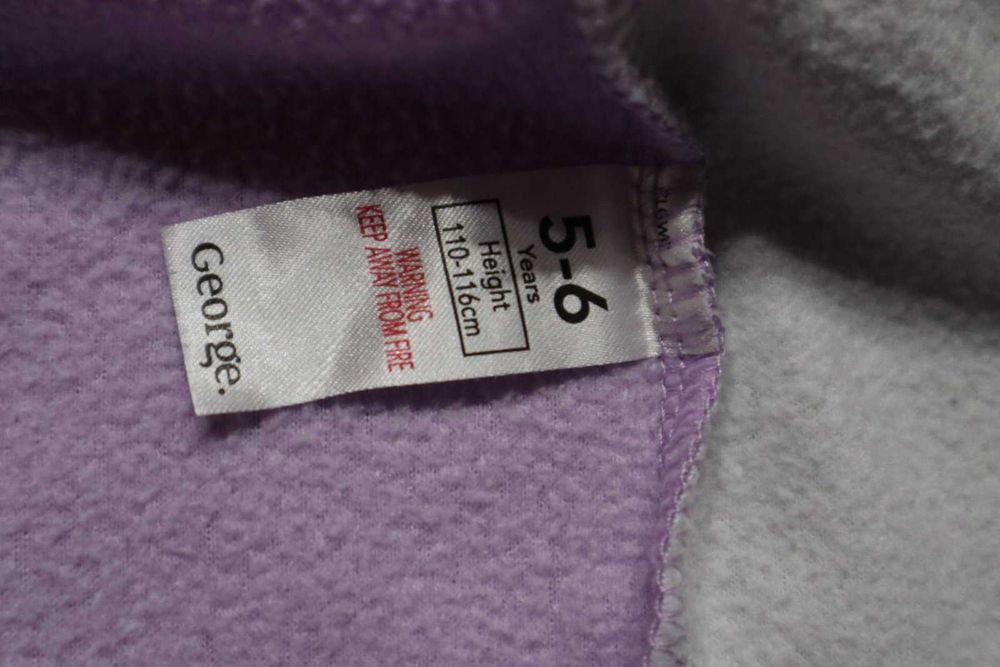 5-6
Years
Height
110-116cm
WARNING
KEEP AWAY FROM FIRE
George.